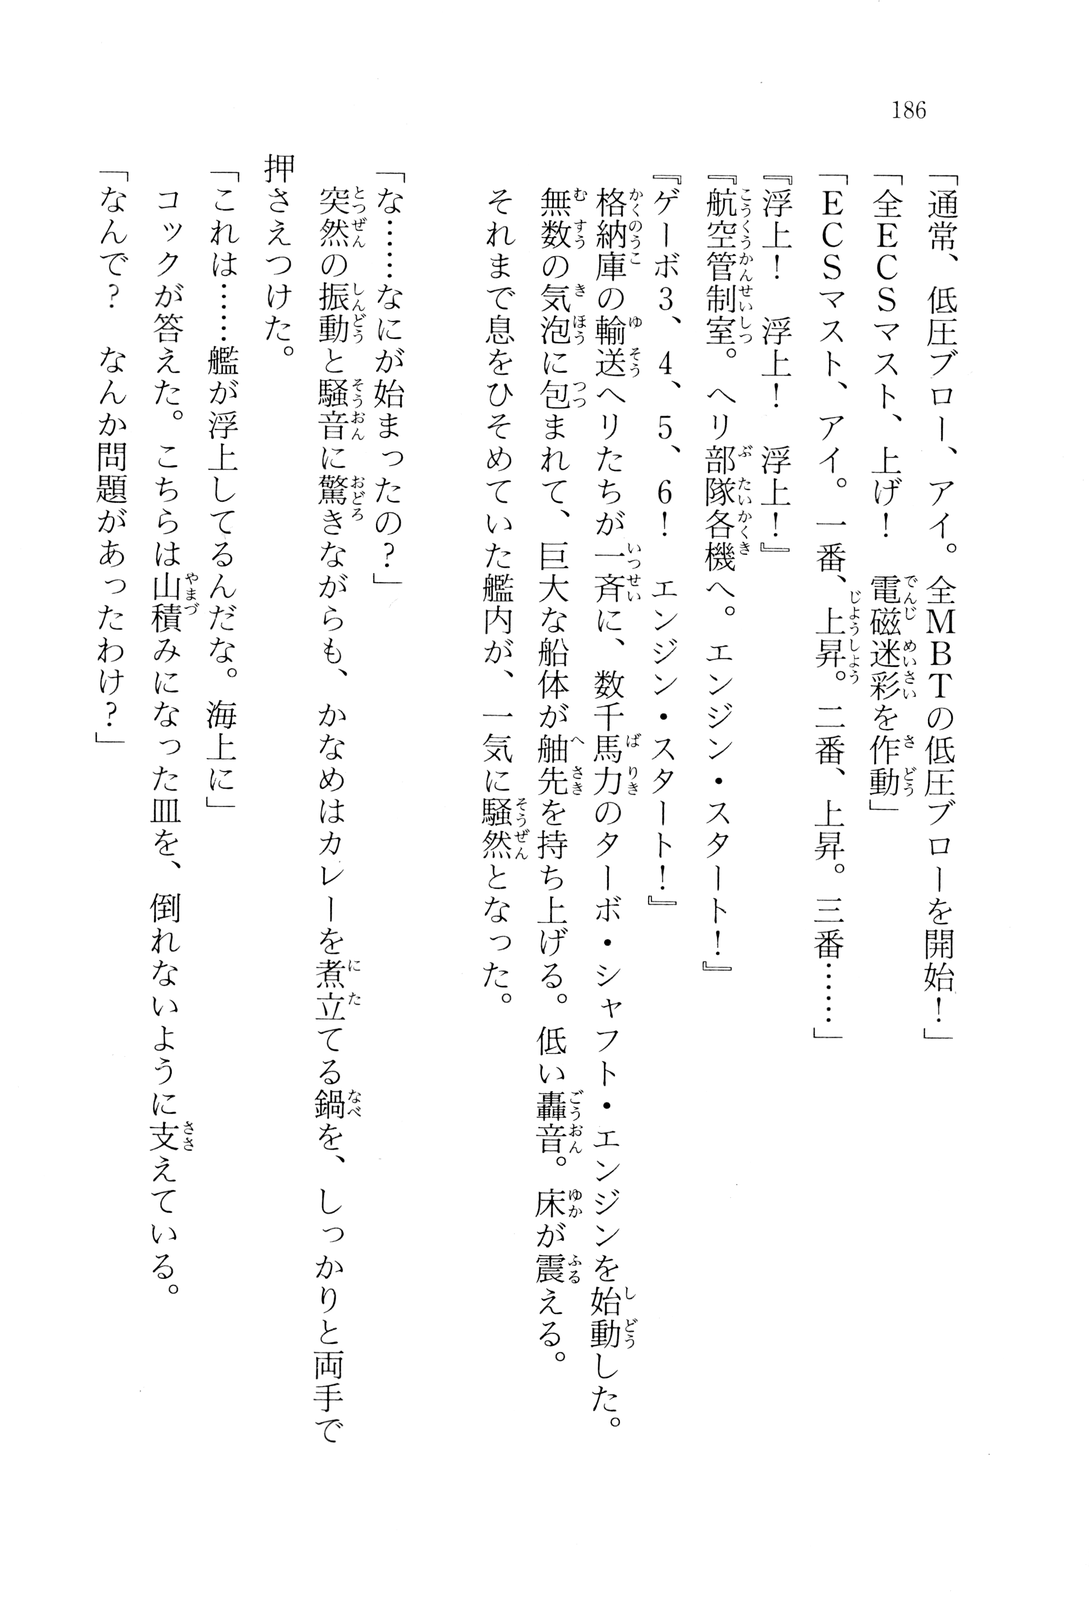 186
「通常、低圧ブロー、アイ。全MBTの低圧ブローを開始！」
「全ECSマスト、上げ！　電磁迷彩を作動」
「ECSマスト、アイ。一番、上昇。二番、上昇。三番……」
『浮上！　浮上！　浮上！』
『航空管制室。ヘリ部隊各機へ。エンジン・スタート！』
『ゲーボ3、4、5、6！　エンジン・スタート！』
格納庫の輸送ヘリたちが一斉に、数千馬力のターボ・シャフト・エンジンを始動した。
無数の気泡に包まれて、巨大な船体が舳先を持ち上げる。低い轟音。床が震える。
それまで息をひそめていた艦内が、一気に騒然となった。
「な……なにが始まったの？」
突然の振動と騒音に驚きながらも、かなめはカレーを煮立てる鍋を、しっかりと両手で
押さえつけた。
「これは……艦が浮上してるんだな。海上に」
コックが答えた。こちらは山積みになった皿を、倒れないように支えている。
「なんで？　なんか問題があったわけ？」